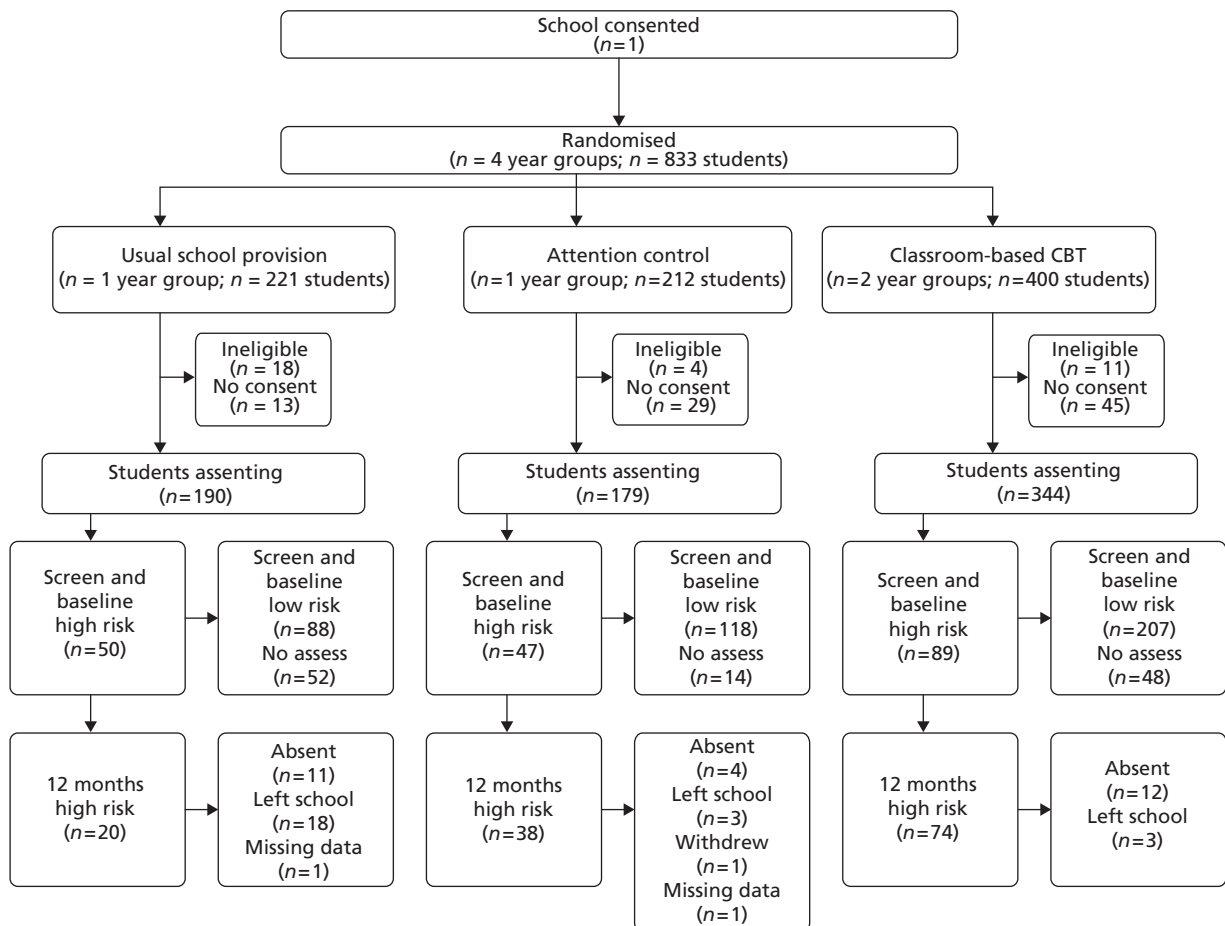 School consented
(n=1)
Randomised
(n = 4 year groups; n = 833 students)
Usual school provision
(n = 1 year group; n = 221 students)
Attention control
(n=1 year group; n=212 students)
Classroom-based CBT
(n=2 year groups; n=400 students)
Ineligible
(n = 18)
No consent
(n = 13)
Ineligible
(n = 4)
No consent
(n = 29)
Ineligible
(n = 11)
No consent
(n = 45)
Students assenting
(n=190)
Students assenting
(n=179)
Students assenting
(n=344)
Screen and
baseline
high risk
(n=50)
Screen and
baseline
low risk
(n=88)
No assess
(n=52)
Screen and
baseline
high risk
(n=47)
Screen and
baseline
low risk
(n=118)
No assess
(n=14)
Screen and
baseline
high risk
(n=89)
Screen and
baseline
low risk
(n=207)
No assess
(n=48)
12 months
high risk
(n=20)
Absent
(n=11)
Left school
(n=18)
Missing data
(n=1)
12 months
high risk
(n=38)
Absent
(n=4)
Left school
(n=3)
Withdrew
(n=1)
Missing data
(n=1)
12 months
high risk
(n=74)
Absent
(n=12)
Left school
(n=3)